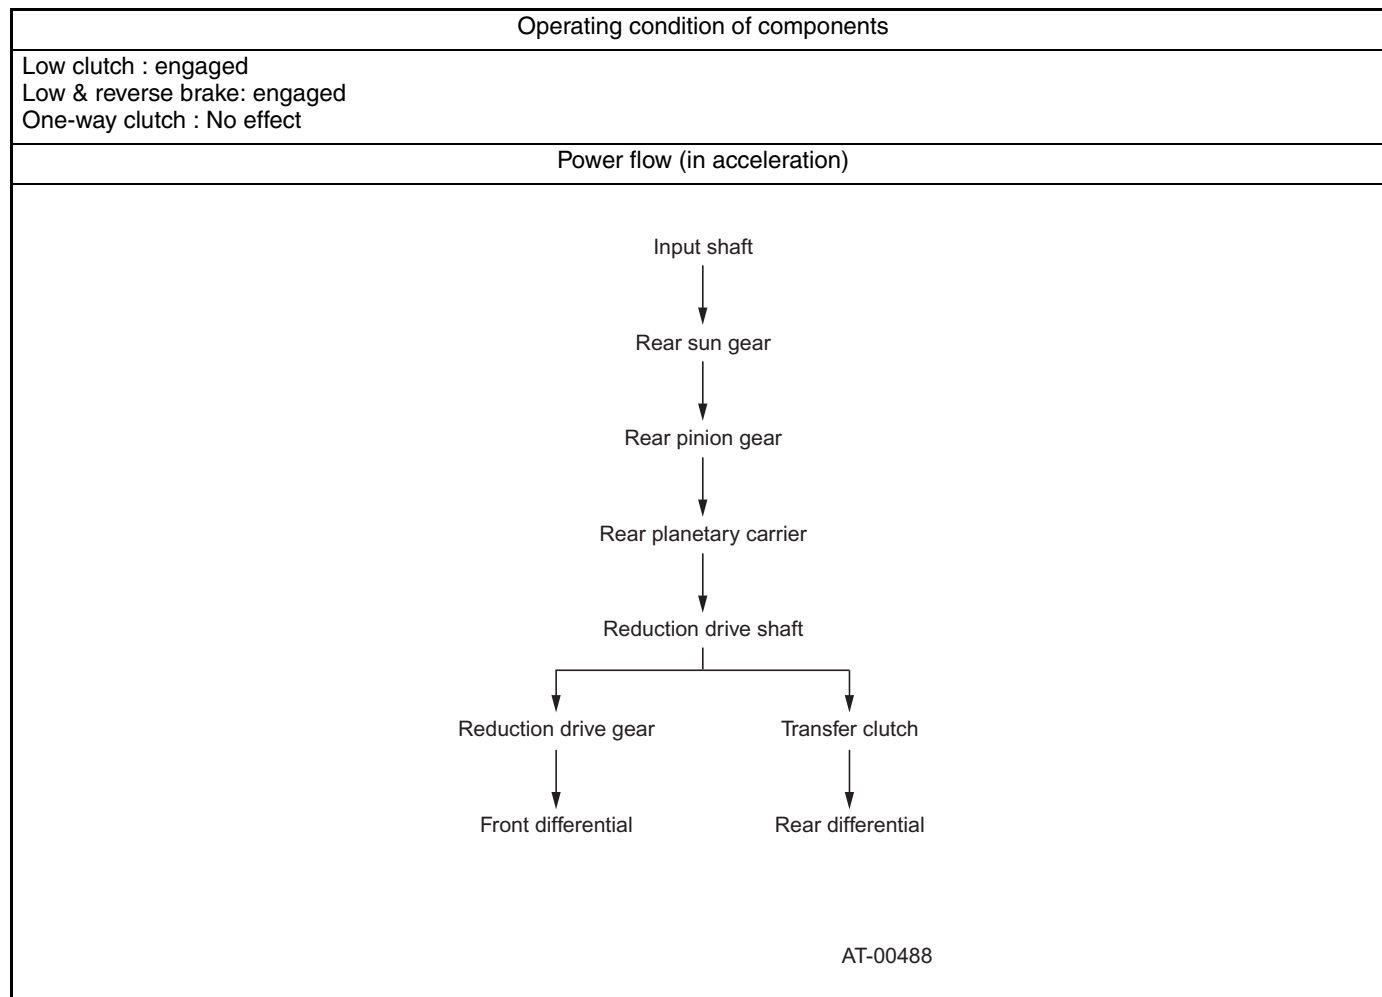 Operating condition of components
Low clutch : engaged
Low & reverse brake: engaged
One-way clutch : No effect
Power flow (in acceleration)
Input shaft
Rear sun gear
Rear pinion gear
Rear planetary carrier
Reduction drive shaft
Reduction drive gear
Transfer clutch
Front differential
Rear differential
AT-00488